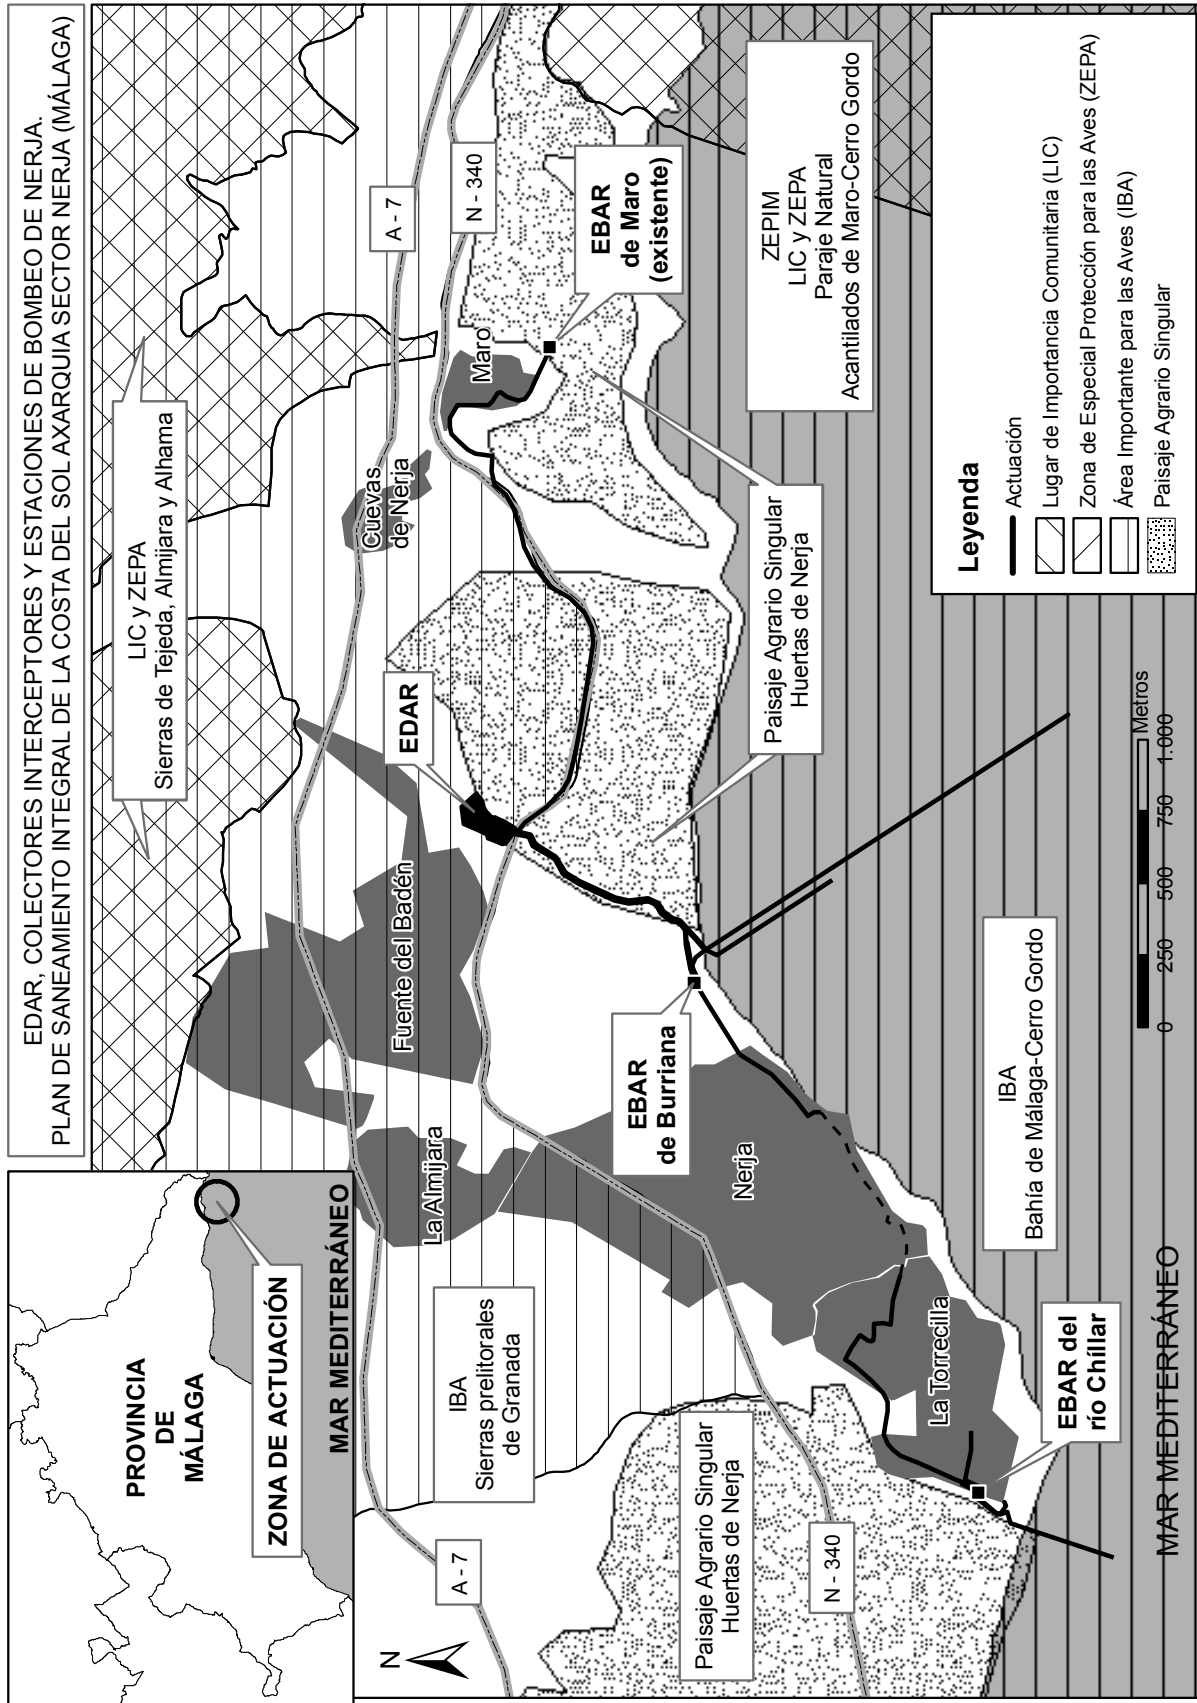 EDAR, COLECTORES INTERCEPTORES Y ESTACIONES DE BOMBEO DE NERJA.
PLAN DE SANEAMIENTO INTEGRAL DE LA COSTA DEL SOL AXARQUIA SECTOR NERJA (MÁLAGA)
PROVINCIA
DE
MÁLAGA
ZONA DE ACTUACIÓN
MAR MEDITERRÁNEO
LIC y ZEPA
Sierras de Tejeda, Almijara y Alhama
A - 7
N - 340
Cuevas
de Nerja
Maro
EBAR
de Maro
(existente)
EDAR
Fuente del Badén
La Almijara
IBA
Sierras prelitorales
de Granada
A - 7
N
Paisaje Agrario Singular
Huertas de Nerja
N - 340
Nerja
EBAR
de Burriana
Paisaje Agrario Singular
Huertas de Nerja
ZEPIM
LIC y ZEPA
Paraje Natural
Acantilados de Maro-Cerro Gordo
La Torrecilla
EBAR del
río Chíllar
IBA
Bahía de Málaga-Cerro Gordo
MAR MEDITERRÁNEO
0 250 500 750 1.000
Metros
Leyenda
Actuación
Lugar de Importancia Comunitaria (LIC)
Zona de Especial Protección para las Aves (ZEPA)
Área Importante para las Aves (IBA)
Paisaje Agrario Singular